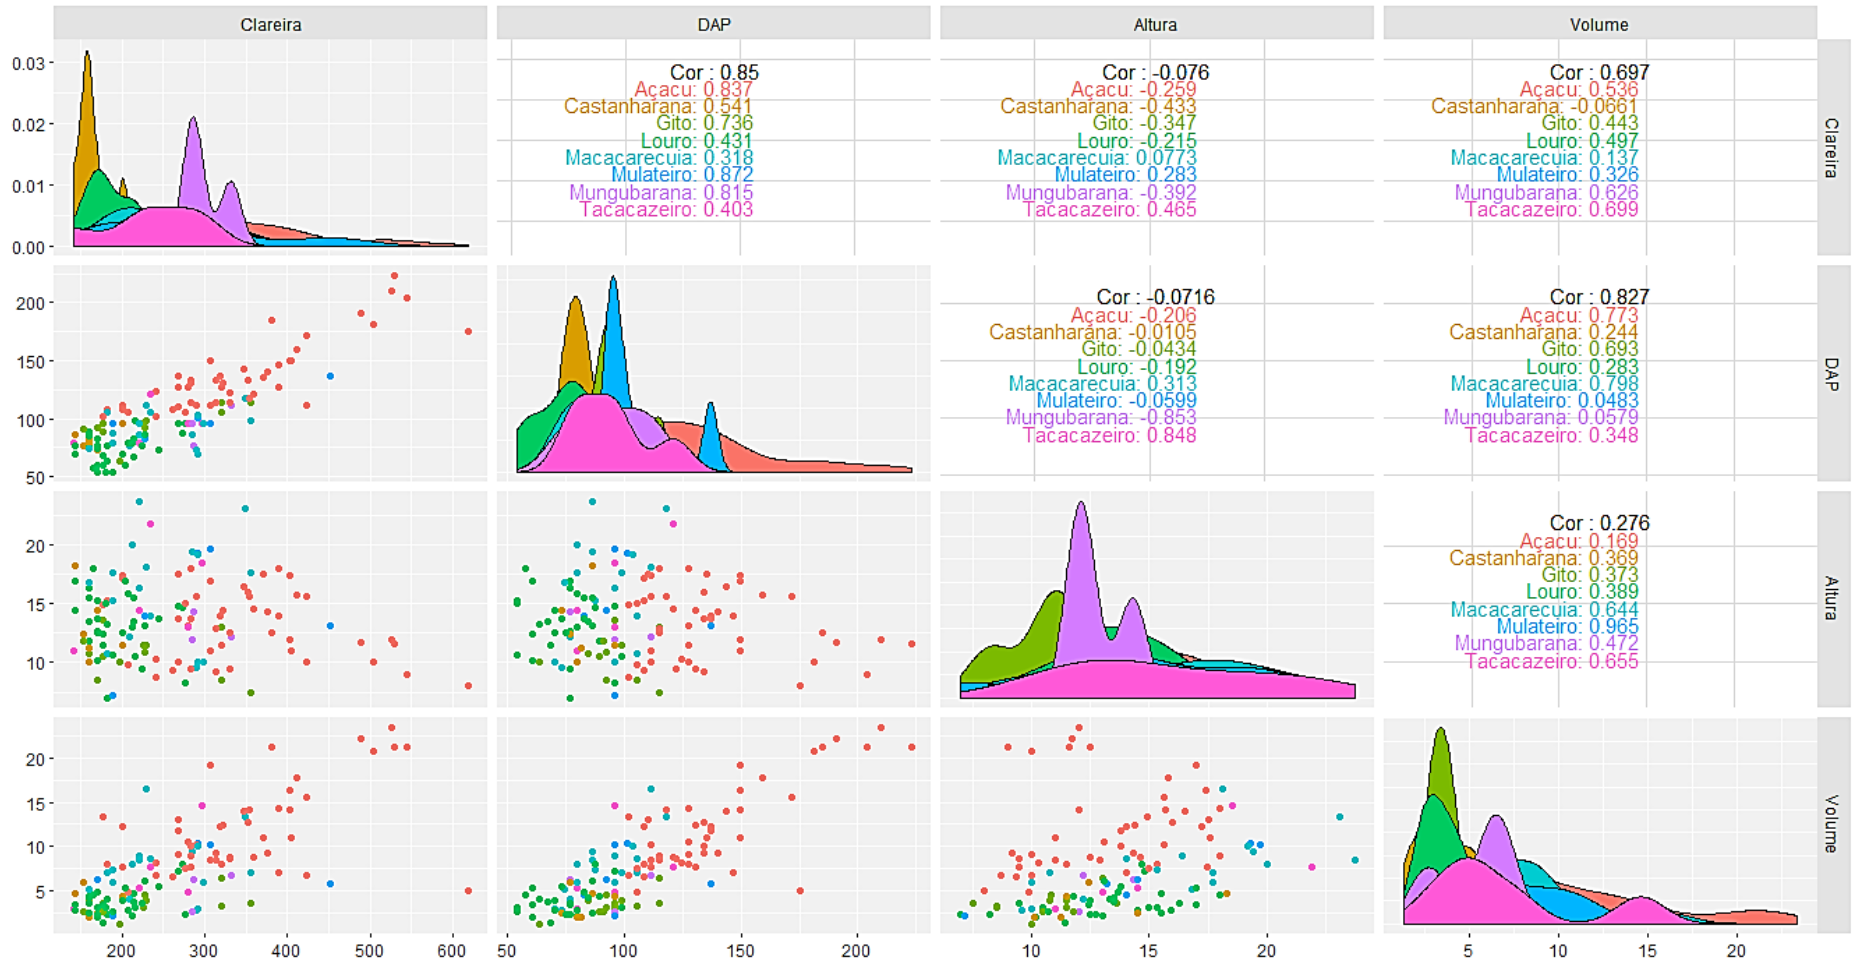 Clareira
DAP
Altura
Volume
0.03
0.02
0.01
0.00
Cor : 0.85
Açacu: 0.837
Castanharana: 0.541
Gito: 0.736
Louro: 0.431
Macacarecuia: 0.318
Mulateiro: 0.872
Mungubarana: 0.815
Tacacazeiro: 0.403
Cor : -0.076
Açacu: -0.259
Castanharana: -0.433
Gito: -0.347
Louro: -0.215
Macacarecuia: 0.0773
Mulateiro: 0.283
Mungubarana: -0.392
Tacacazeiro: 0.465
Cor : 0.697
Açacu: 0.536
Castanharana: -0.0661
Gito: 0.443
Louro: 0.497
Macacarecuia: 0.137
Mulateiro: 0.326
Mungubarana: 0.626
Tacacazeiro: 0.699
Clareira
200
150
100
50
Cor : -0.0716
Açacu: -0.206
Castanharana: -0.0105
Gito: -0.0434
Louro: -0.192
Macacarecuia: 0.313
Mulateiro: -0.0599
Mungubarana: -0.853
Tacacazeiro: 0.848
Cor : 0.827
Açacu: 0.773
Castanharana: 0.244
Gito: 0.693
Louro: 0.283
Macacarecuia: 0.798
Mulateiro: 0.0483
Mungubarana: 0.0579
Tacacazeiro: 0.348
DAP
20
15
10
Cor : 0.276
Açacu: 0.169
Castanharana: 0.369
Gito: 0.373
Louro: 0.389
Macacarecuia: 0.644
Mulateiro: 0.965
Mungubarana: 0.472
Tacacazeiro: 0.655
Altura
20
15
10
5
Volume
200 300 400 500 600
50 100 150 200
10 15 20
5 10 15 20